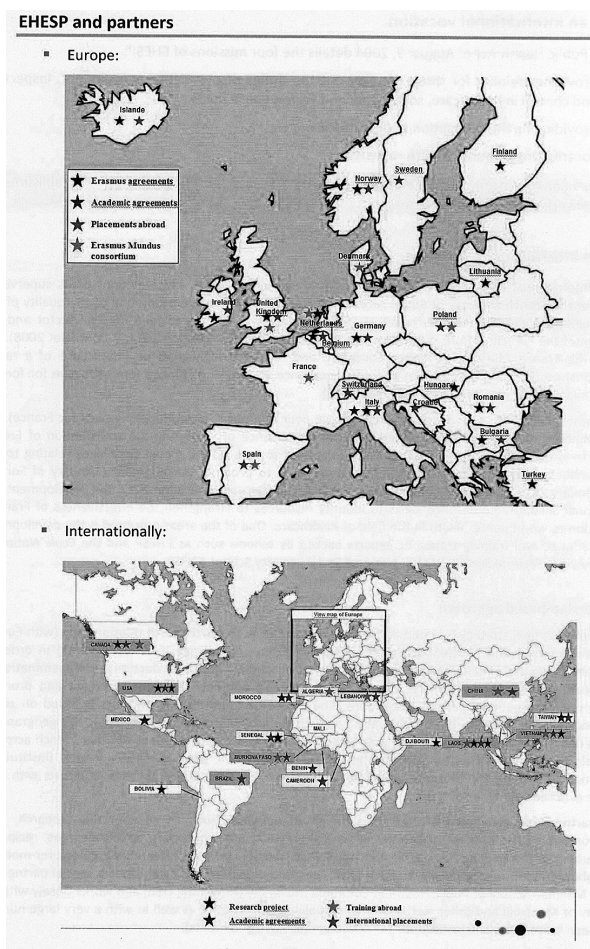 EHESP and partners
Europe:
Islande
Finland
Sweden
Norway
Erasmus agreements
Academic agreements
Placements abroad
Erasmus Mundus
consortium
Denmark
Lithuania
Ireland
United
Kingdom
Netherlands
Poland
Germany
Belgium
France
Switzerland
Hungary
Italy
Croatie
Romania
Bulgaria
Spain
Turkey
Internationally:
View map of Europe
CANADA
USA
MEXICO
MOROCCO
ALGERIA
LEBANON
CHINA
TAIWAN
SENEGAL
MALI
DJIBOUTI
LAOS
VIETNAM
BURKINA FASO
BENIN
CAMEROON
BRAZIL
BOLIVIA
Research project
Training abroad
Academic agreements
International placements